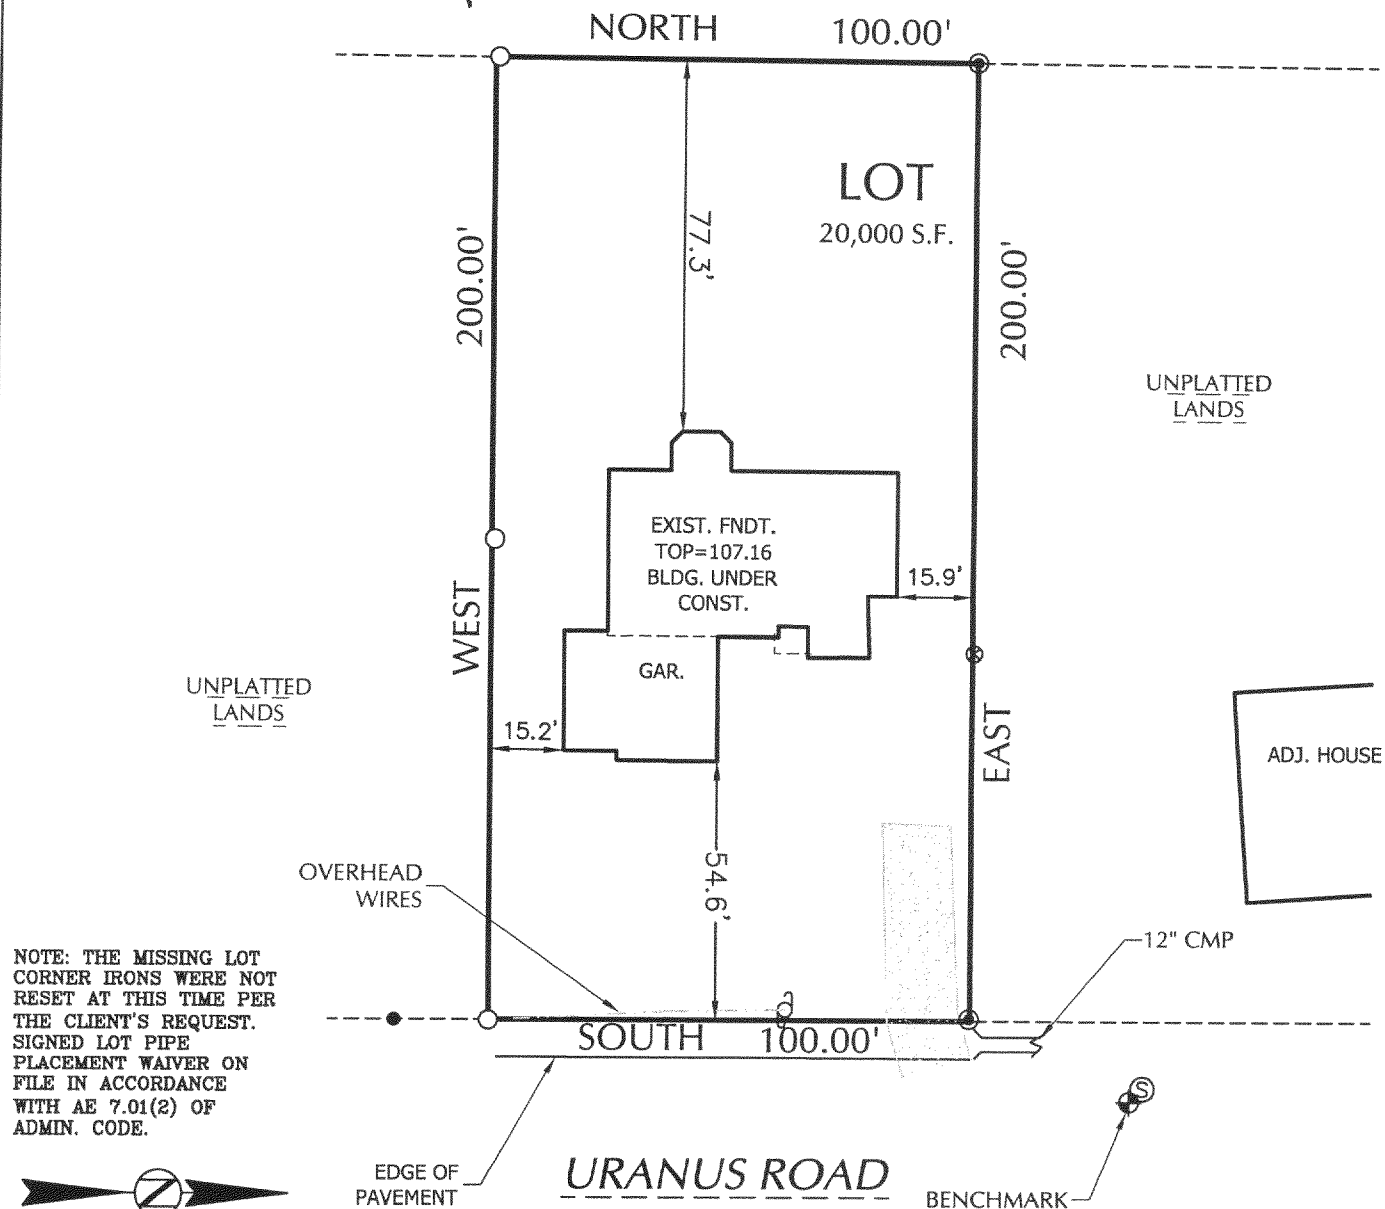 NORTH 100.00'
LOT
20,000 S.F.
77.3'
200.00'
200.00'
UNPLATTED
LANDS
EXIST. FNDT.
TOP=107.16
BLDG. UNDER
CONST.
15.9'
WEST
GAR.
UNPLATTED
LANDS
15.2'
EAST
ADJ. HOUSE
54.6'
OVERHEAD
WIRES
12" CMP
NOTE: THE MISSING LOT
CORNER IRONS WERE NOT
RESET AT THIS TIME PER
THE CLIENT'S REQUEST.
SIGNED LOT PIPE
PLACEMENT WAIVER ON
FILE IN ACCORDANCE
WITH AE 7.01(2) OF
ADMIN. CODE.
SOUTH 100.00'
S
EDGE OF
PAVEMENT
URANUS ROAD
BENCHMARK
Z